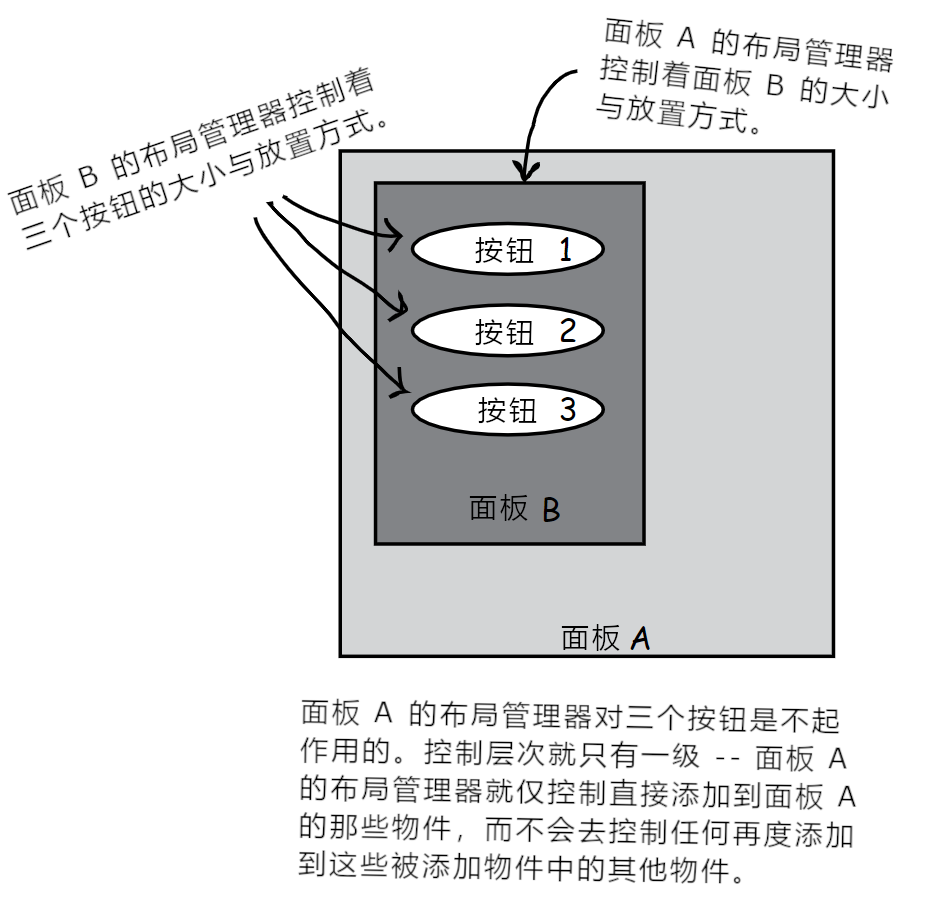 面板 A 的布局管理器
控制着面板 B 的大小
与放置方式。
面板 B 的布局管理器控制着
三个按钮的大小与放置方式。
按钮 1
按钮 2
按钮 3
面板 B
面板 A
面板 A 的布局管理器对三个按钮是不起
作用的。控制层次就只有一级 -- 面板 A
的布局管理器就仅控制直接添加到面板 A
的那些物件，而不会去控制任何再度添加
到这些被添加物件中的其他物件。